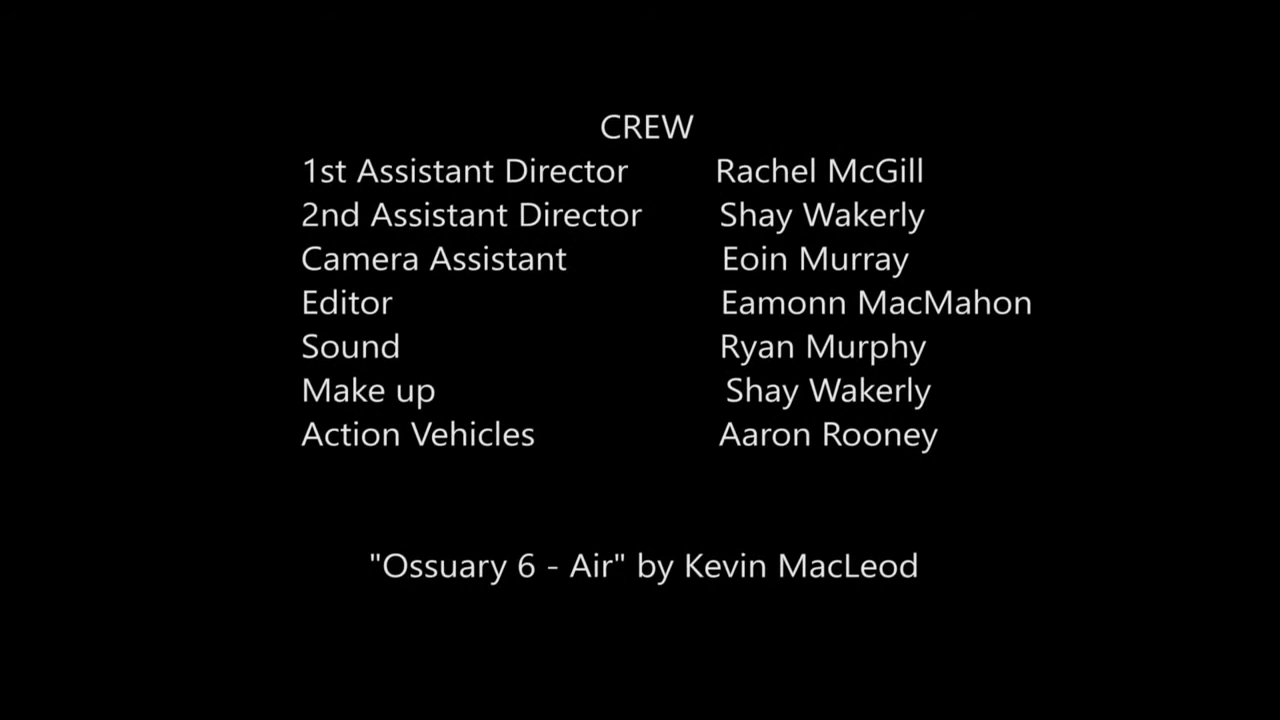 CREW
1st Assistant Director Rachel McGill
2nd Assistant Director Shay Wakerly
Camera Assistant Eoin Murray
Editor Eamonn MacMahon
Sound Ryan Murphy
Make up Shay Wakerly
Action Vehicles Aaron Rooney
"Ossuary 6 - Air" by Kevin MacLeod